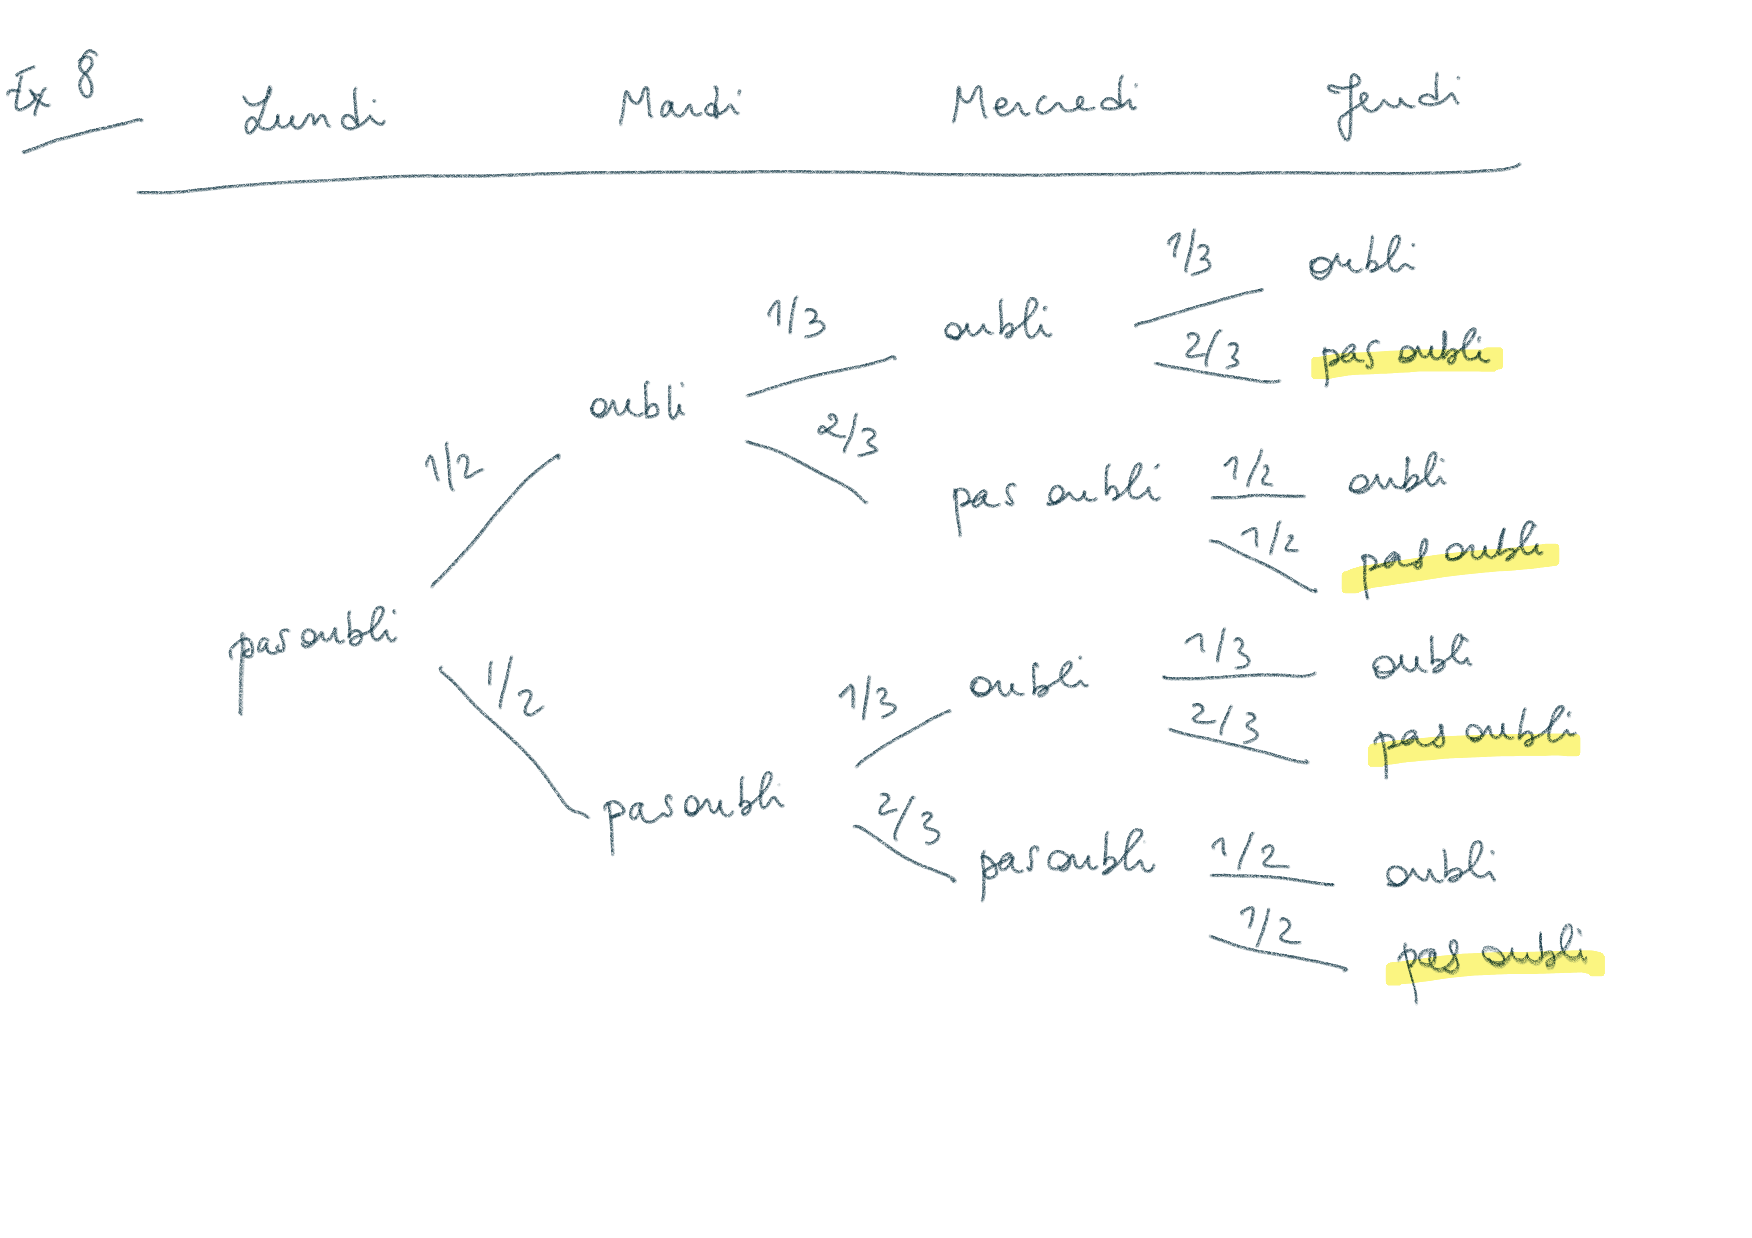 Ex 8
Lundi Mardi Mercredi Jeudi
1/3 oubli
1/3 oubli
2/3 pas oubli
oubli
2/3
1/2 pas oubli 1/2 oubli
1/2 pas oubli
pas oubli
1/3 oubli 1/3 oubli
1/2 2/3 pas oubli
pas oubli
2/3 pas oubli 1/2 oubli
1/2 pas oubli